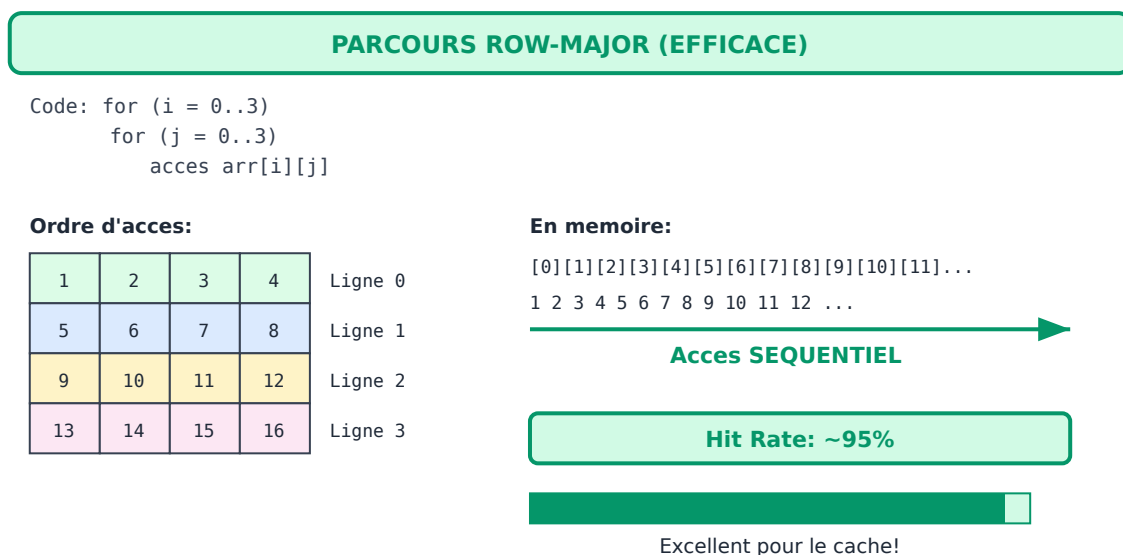 PARCOURS ROW-MAJOR (EFFICACE)
Code: for (i = 0..3)
for (j = 0..3)
acces arr[i][j]
Ordre d'acces:
1 2 3 4 Ligne 0
5 6 7 8 Ligne 1
9 10 11 12 Ligne 2
13 14 15 16 Ligne 3
En memoire:
[0][1][2][3][4][5][6][7][8][9][10][11]...
1 2 3 4 5 6 7 8 9 10 11 12 ...
Acces SEQUENTIEL
Hit Rate: ~95%
Excellent pour le cache!